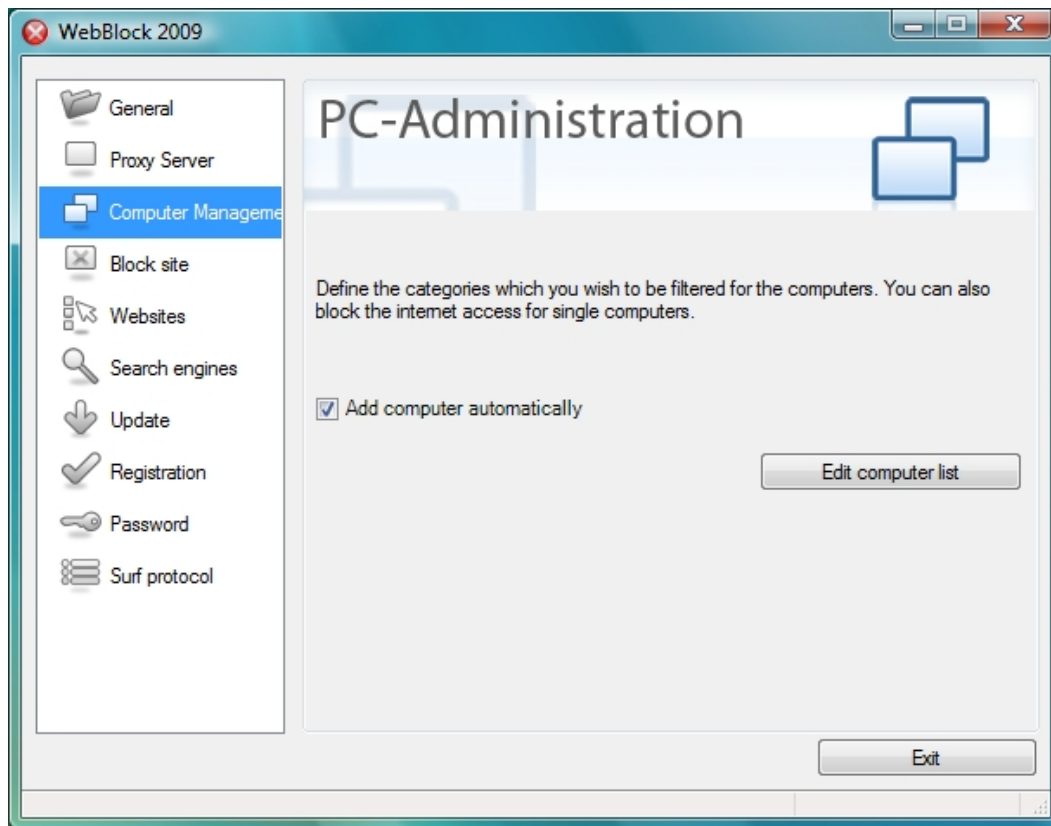 WebBlock 2009
General
Proxy Server
Computer Manageme
Block site
Websites
Search engines
Update
Registration
Password
Surf protocol
PC-Administration
Define the categories which you wish to be filtered for the computers. You can also
block the internet access for single computers.
Add computer automatically
Edit computer list
Exit